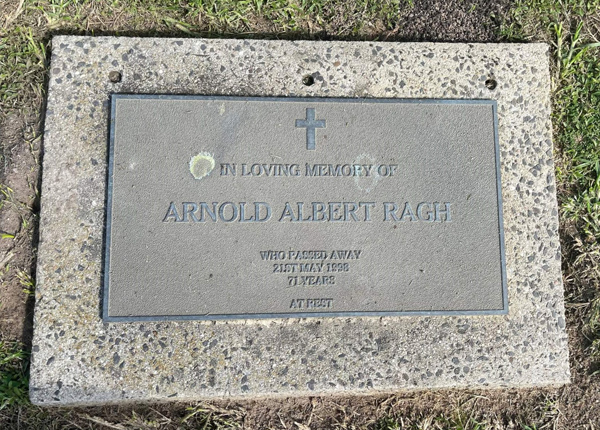 IN LOVING MEMORY OF
ARNOLD ALBERT RAGH
WHO PASSED AWAY
21ST MAY 1998
71 YEARS
AT REST